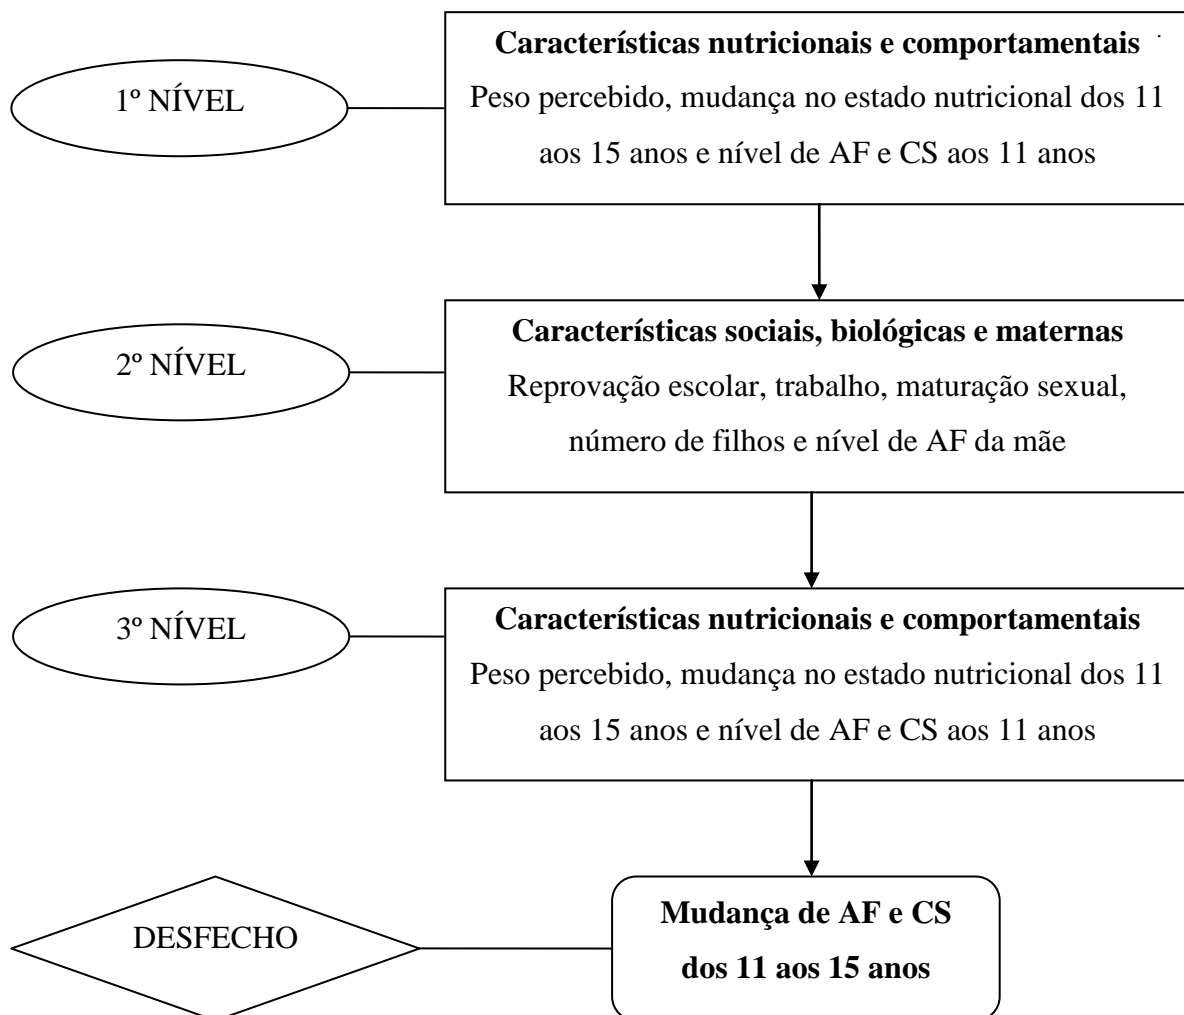 Características nutricionais e comportamentais
1º NÍVEL
Peso percebido, mudança no estado nutricional dos 11
aos 15 anos e nível de AF e CS aos 11 anos
Características sociais, biológicas e maternas
2º NÍVEL
Reprovação escolar, trabalho, maturação sexual,
número de filhos e nível de AF da mãe
Características nutricionais e comportamentais
3º NÍVEL
Peso percebido, mudança no estado nutricional dos 11
aos 15 anos e nível de AF e CS aos 11 anos
Mudança de AF e CS
DESFECHO
dos 11 aos 15 anos